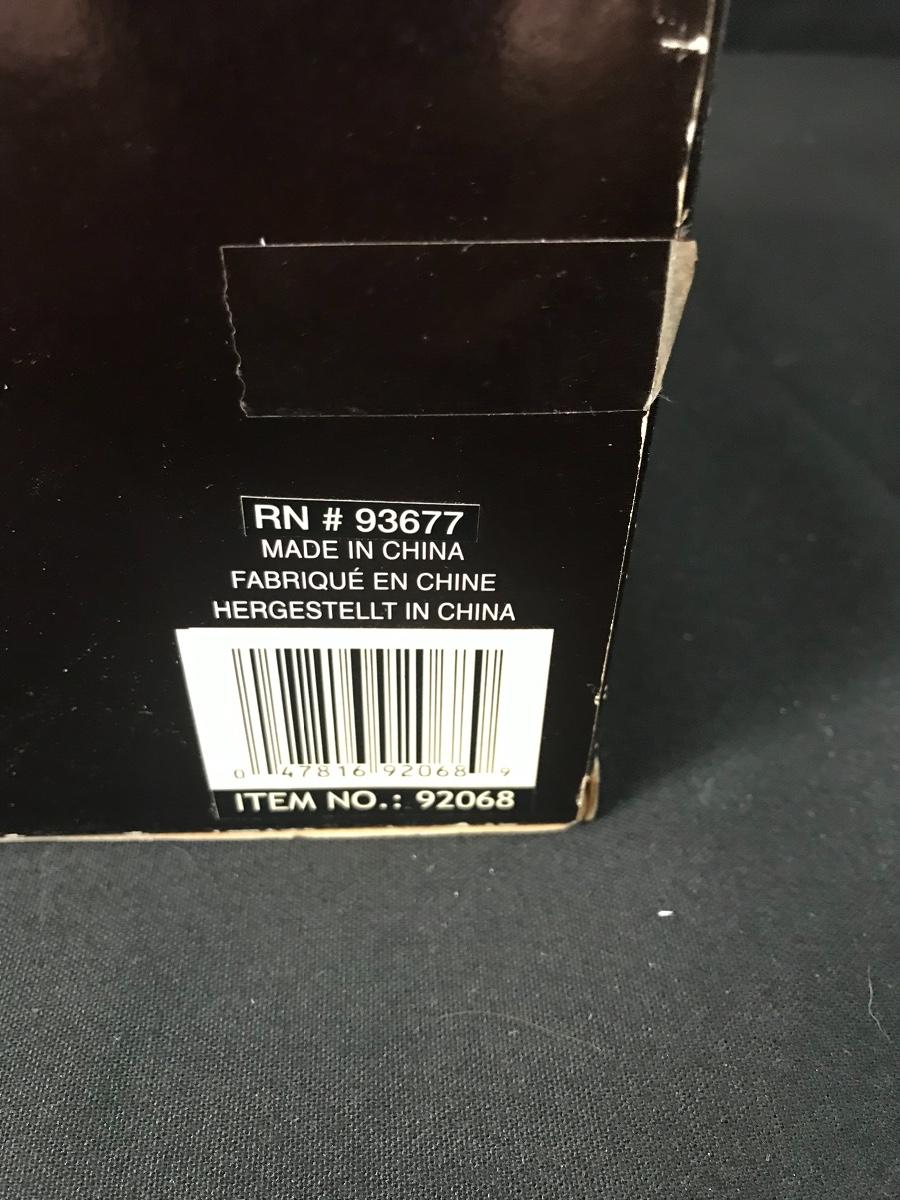 RN # 93677
MADE IN CHINA
FABRIQUÉ EN CHINE
HERGESTELLT IN CHINA
0 47816 92068 9
ITEM NO.: 92068